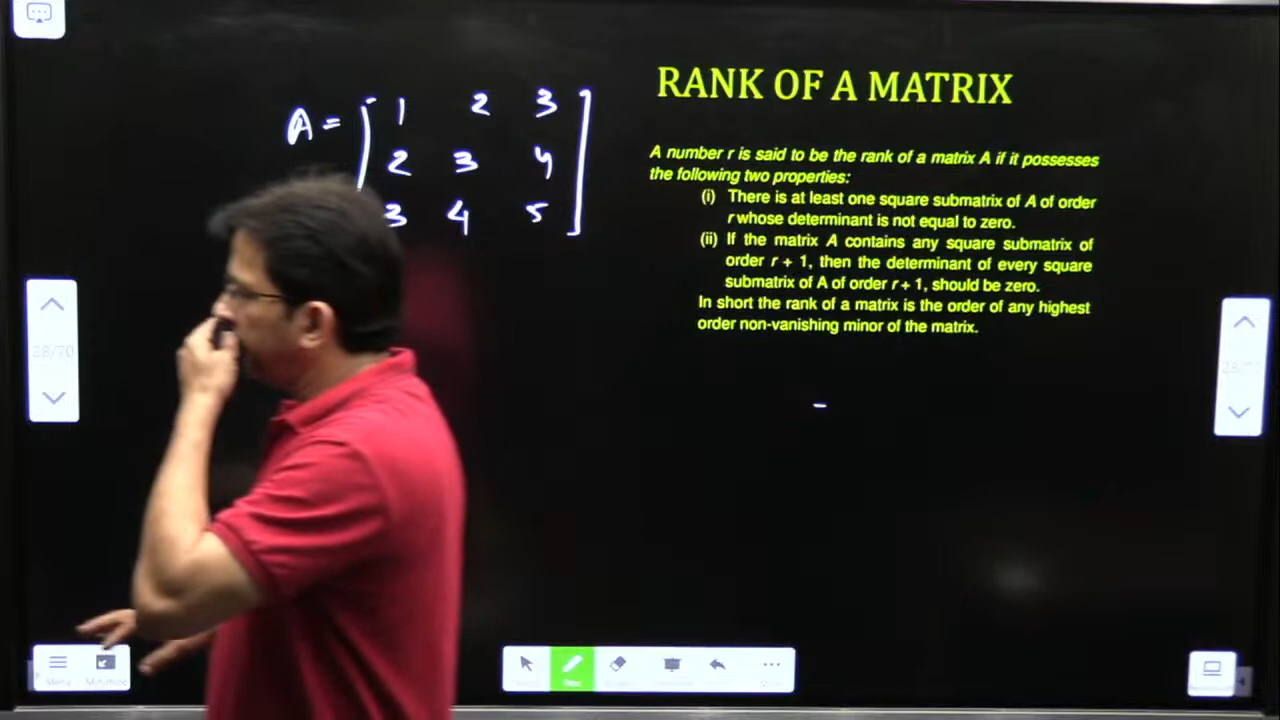 RANK OF A MATRIX
A = [ 1 2 3
2 3 4
3 4 5 ]
A number r is said to be the rank of a matrix A if it possesses
the following two properties:
(i) There is at least one square submatrix of A of order
r whose determinant is not equal to zero.
(ii) If the matrix A contains any square submatrix of
order r + 1, then the determinant of every square
submatrix of A of order r + 1, should be zero.
In short the rank of a matrix is the order of any highest
order non-vanishing minor of the matrix.
28/70
Menu